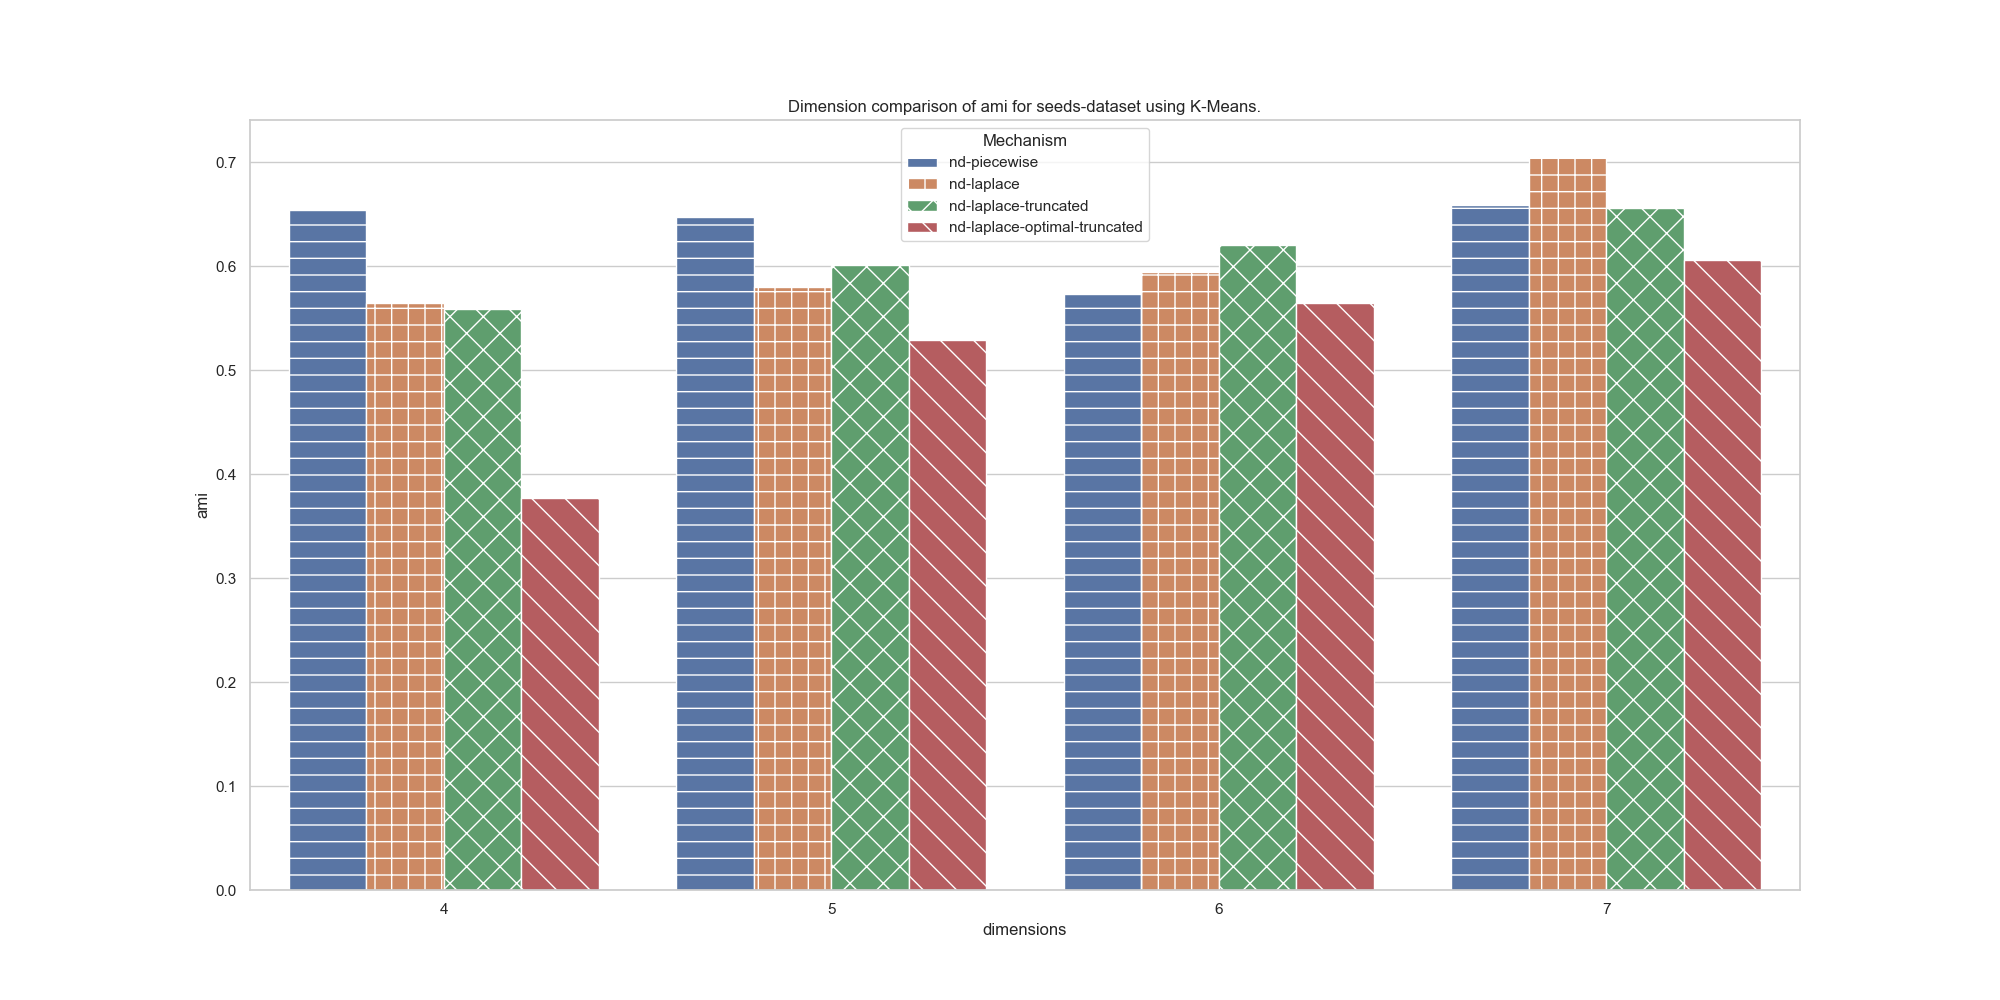 Dimension comparison of ami for seeds-dataset using K-Means.
Mechanism
nd-piecewise
nd-laplace
nd-laplace-truncated
nd-laplace-optimal-truncated
ami
0.7
0.6
0.5
0.4
0.3
0.2
0.1
0.0
4 5 6 7
dimensions